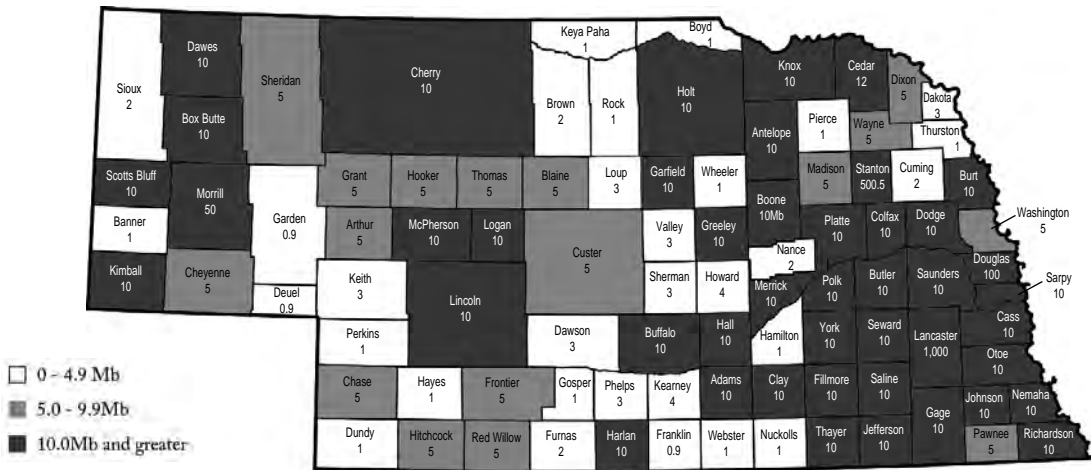 Boyd
1
Keya Paha
1
Dawes
10
Sheridan
5
Cherry
10
Sioux
2
Box Butte
10
Brown
2
Rock
1
Holt
10
Knox
10
Cedar
12
Dixon
5
Dakota
3
Antelope
10
Pierce
1
Wayne
5
Thurston
1
Scotts Bluff
10
Morrill
50
Garden
0.9
Grant
5
Hooker
5
Thomas
5
Blaine
5
Loup
3
Garfield
10
Wheeler
1
Boone
10Mb
Madison
5
Stanton
500.5
Cuming
2
Burt
10
Banner
1
Arthur
5
McPherson
10
Logan
10
Custer
5
Valley
3
Greeley
10
Nance
2
Platte
10
Colfax
10
Dodge
10
Washington
5
Kimball
10
Cheyenne
5
Deuel
0.9
Keith
3
Lincoln
10
Sherman
3
Howard
4
Merrick
10
Polk
10
Butler
10
Saunders
10
Douglas
100
Sarpy
10
Perkins
1
Dawson
3
Buffalo
10
Hall
10
Hamilton
1
York
10
Seward
10
Lancaster
1,000
Cass
10
Otoe
10
Chase
5
Hayes
1
Frontier
5
Gosper
1
Phelps
3
Kearney
4
Adams
10
Clay
10
Fillmore
10
Saline
10
Gage
10
Johnson
10
Nemaha
10
Dundy
1
Hitchcock
5
Red Willow
5
Furnas
2
Harlan
10
Franklin
0.9
Webster
1
Nuckolls
1
Thayer
10
Jefferson
10
Pawnee
5
Richardson
10
0 - 4.9 Mb
5.0 - 9.9Mb
10.0Mb and greater